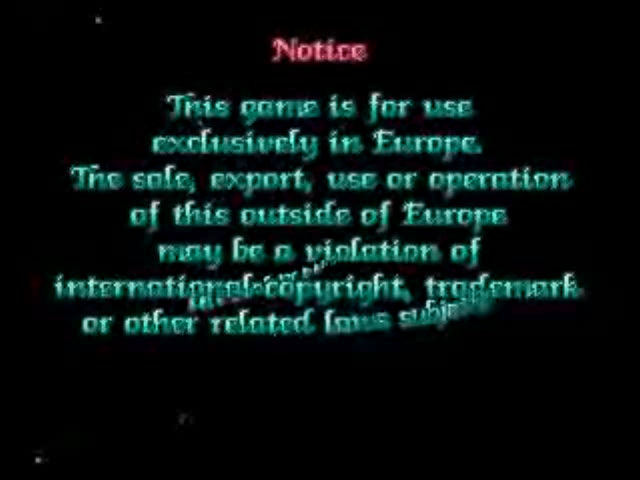 Notice
This game is for use
exclusively in Europe.
The sale, export, use or operation
of this outside of Europe
may be a violation of
international copyright, trademark
or other related laws subject